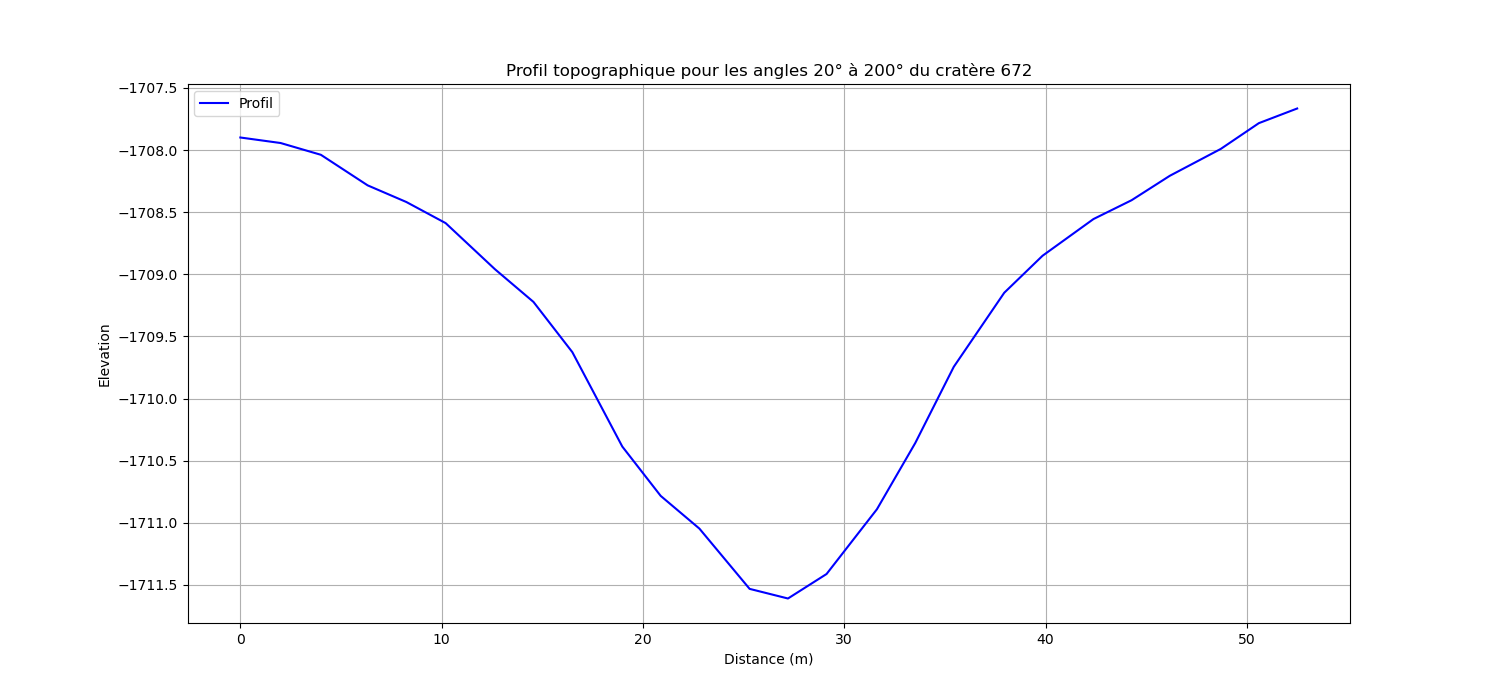 Profil topographique pour les angles 20° à 200° du cratère 672
Profil
Elevation
−1707.5
−1708.0
−1708.5
−1709.0
−1709.5
−1710.0
−1710.5
−1711.0
−1711.5
0 10 20 30 40 50
Distance (m)